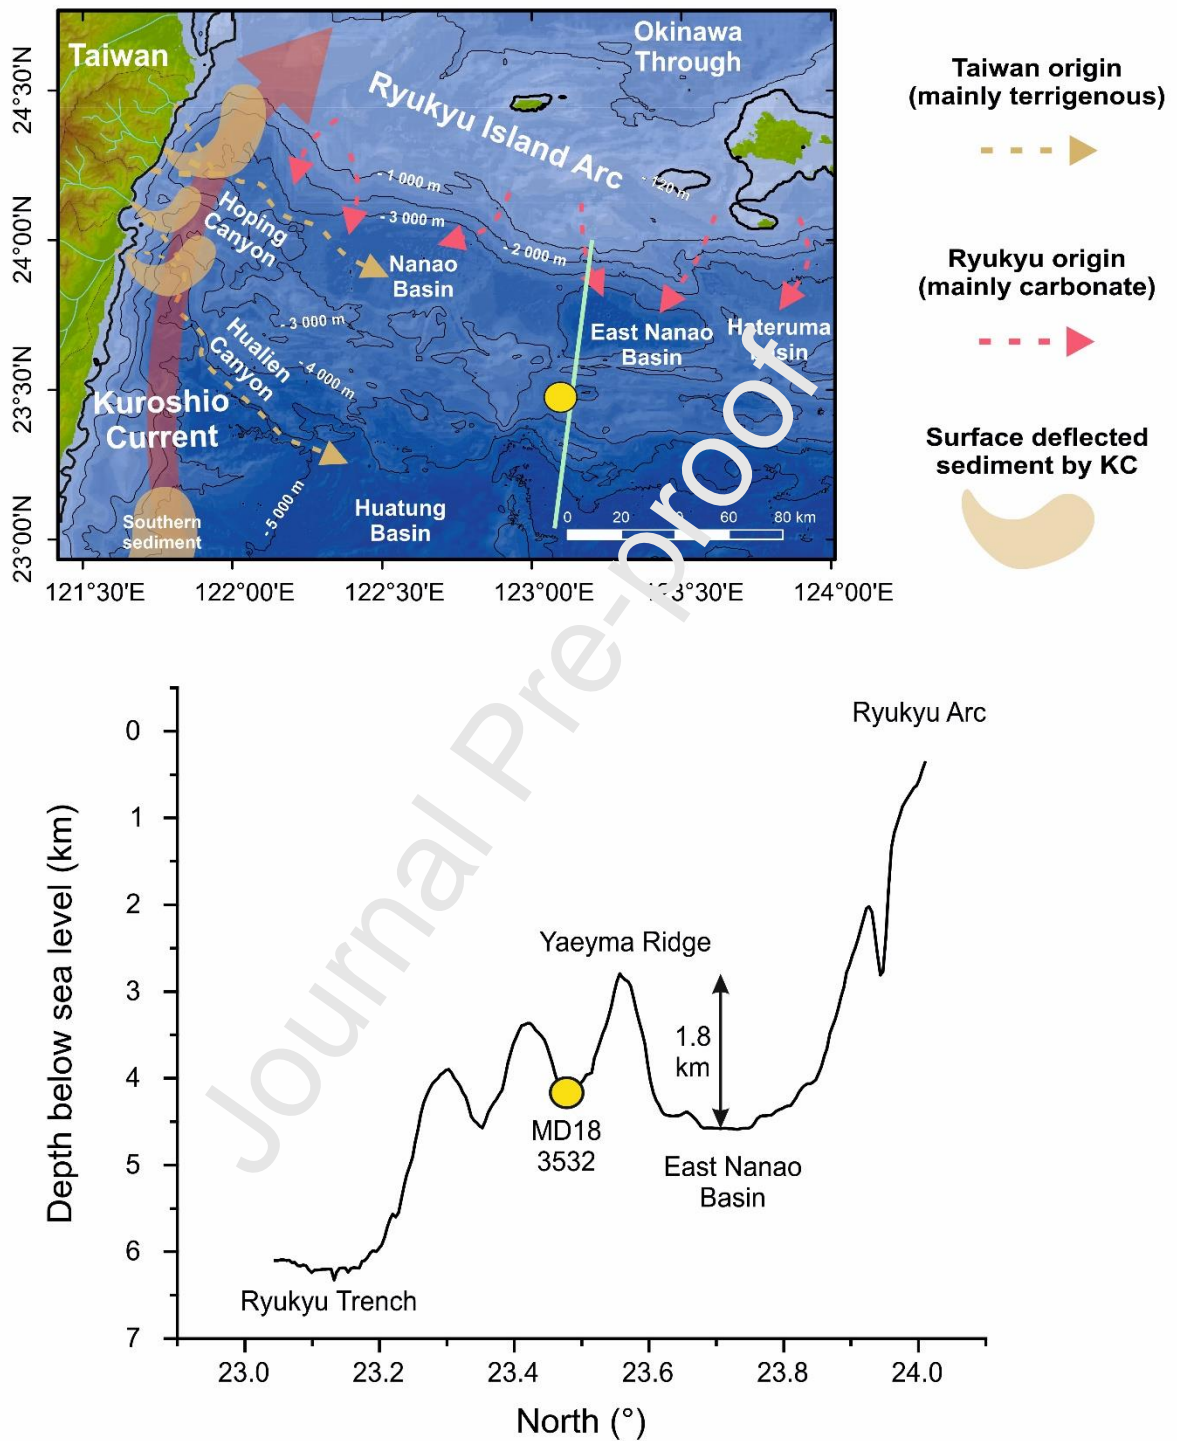 24°30'N
24°00'N
23°30'N
23°00'N
Taiwan
Okinawa
Through
Ryukyu Island Arc
- 120 m
- 1 000 m
- 3 000 m
- 2 000 m
Hoping
Canyon
Nanao
Basin
East Nanao
Basin
Hateruma
Basin
- 3 000 m
- 4 000 m
Hualien
Canyon
Kuroshio
Current
Southern
sediment
- 5 000 m
Huatung
Basin
0 20 40 60 80 km
121°30'E 122°00'E 122°30'E 123°00'E 123°30'E 124°00'E
Taiwan origin
(mainly terrigenous)
Ryukyu origin
(mainly carbonate)
Surface deflected
sediment by KC
Journal Pre-proof
Depth below sea level (km)
0
1
2
3
4
5
6
7
Ryukyu Arc
Yaeyma Ridge
1.8
km
MD18
3532
East Nanao
Basin
Ryukyu Trench
23.0 23.2 23.4 23.6 23.8 24.0
North (°)